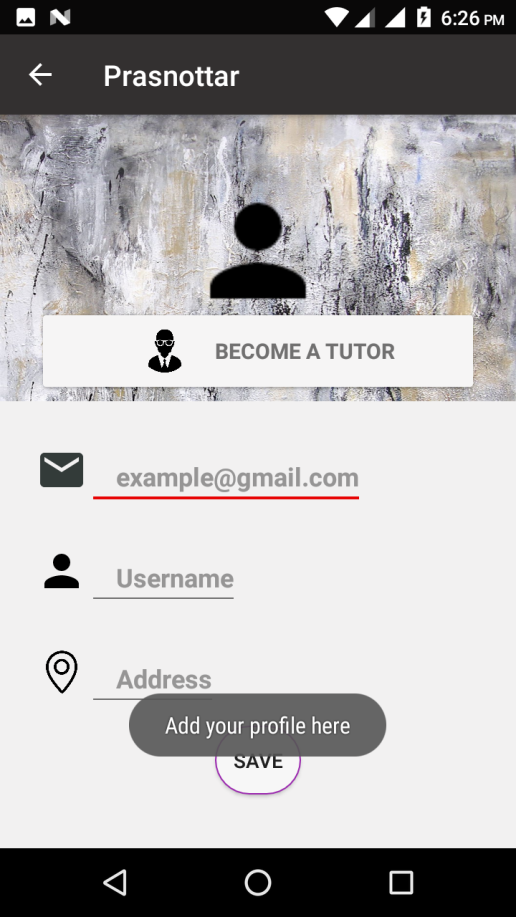 6:26 PM
Prasnottar
BECOME A TUTOR
example@gmail.com
Username
Address
Add your profile here
SAVE